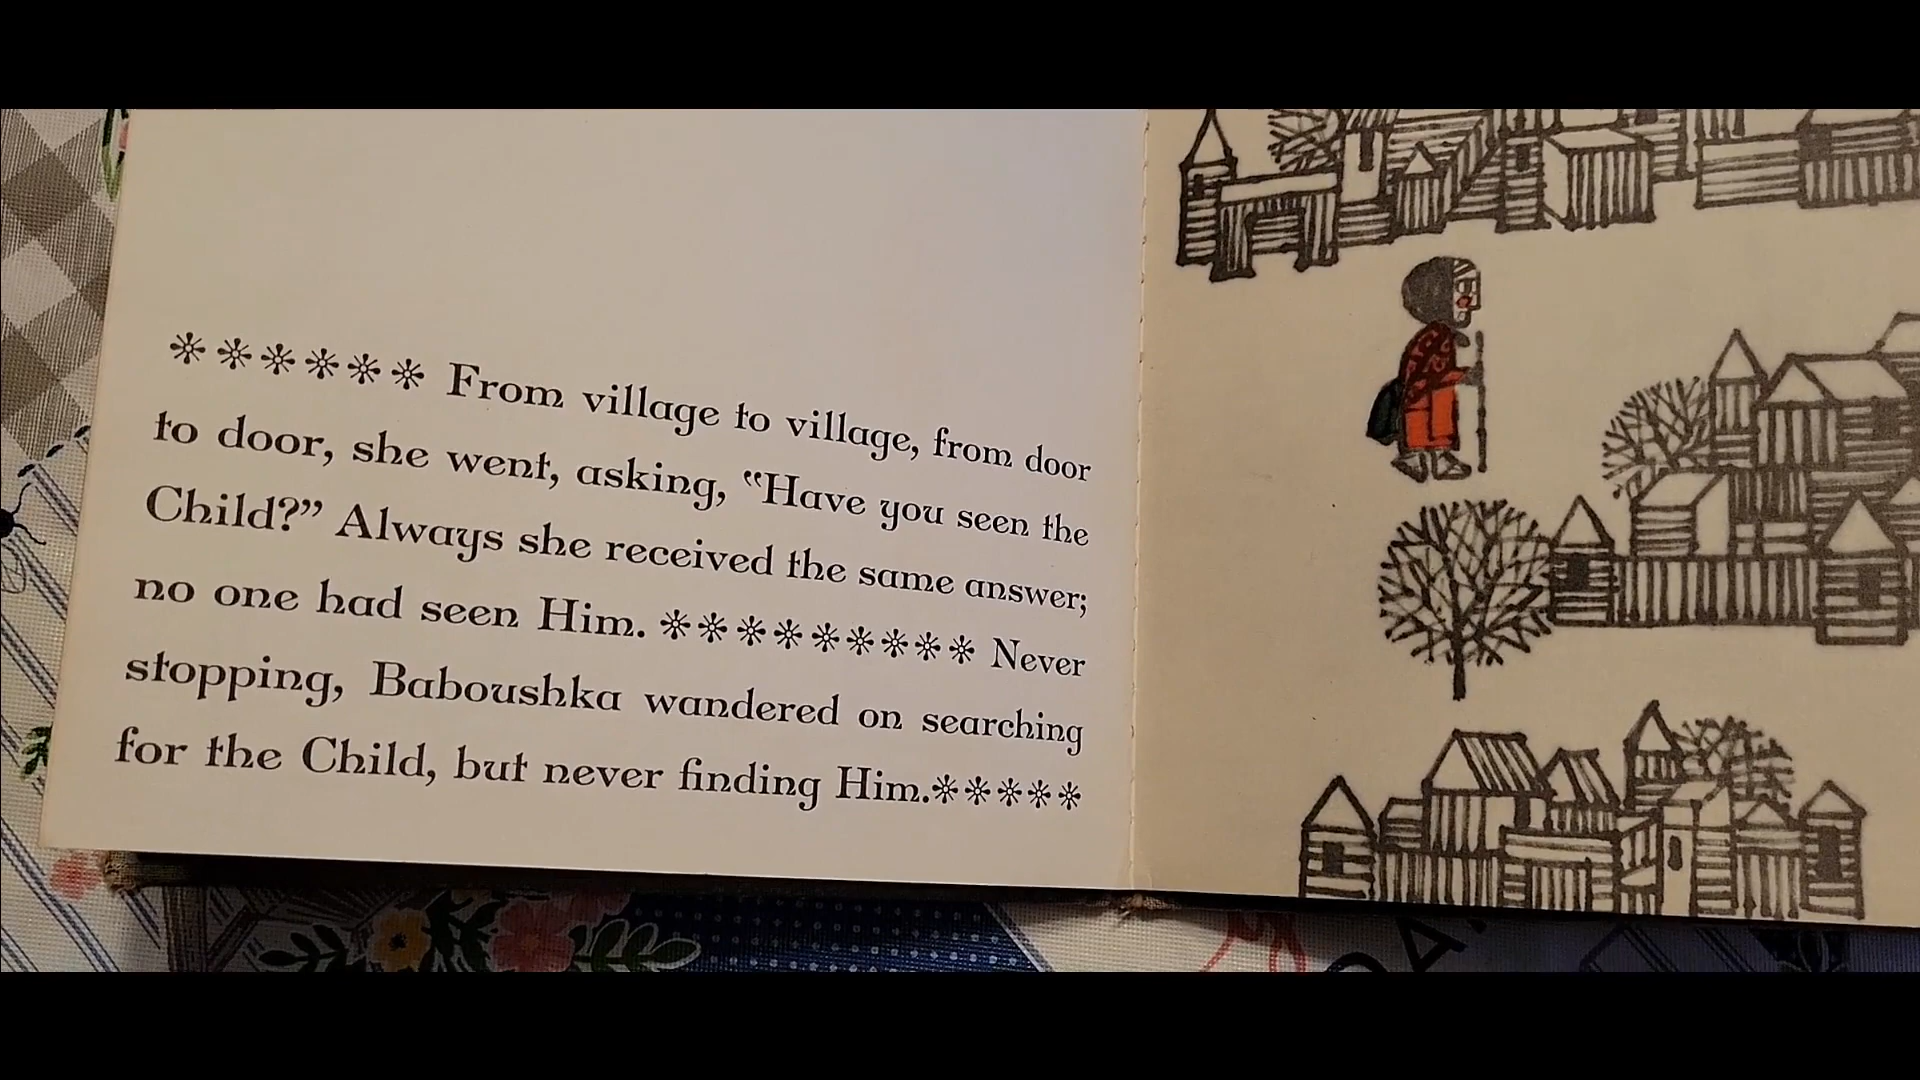 ✻✻✻✻✻✻ From village to village, from door
to door, she went, asking, “Have you seen the
Child?” Always she received the same answer;
no one had seen Him. ✻✻✻✻✻✻✻✻ Never
stopping, Baboushka wandered on searching
for the Child, but never finding Him.✻✻✻✻✻